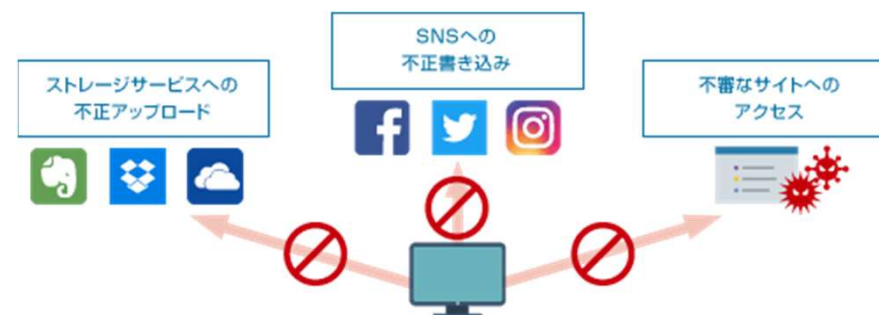 ストレージサービスへの
不正アップロード
SNSへの
不正書き込み
不審なサイトへの
アクセス